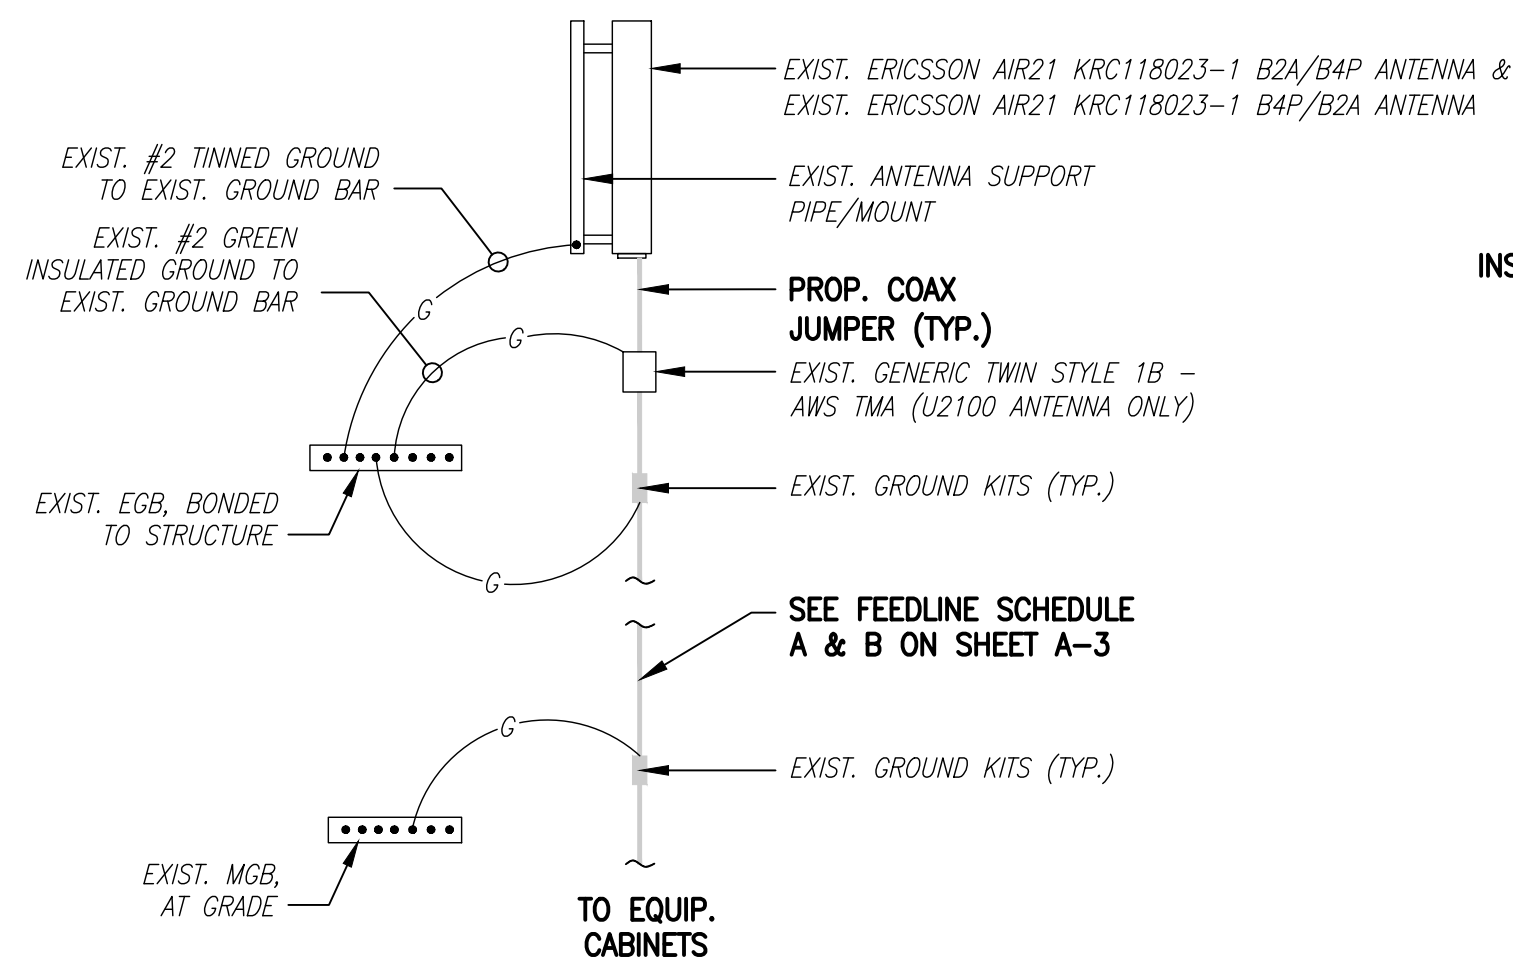 EXIST. ERICSSON AIR21 KRC118023-1 B2A/B4P ANTENNA &
EXIST. ERICSSON AIR21 KRC118023-1 B4P/B2A ANTENNA
EXIST. #2 TINNED GROUND
TO EXIST. GROUND BAR
EXIST. ANTENNA SUPPORT
PIPE/MOUNT
EXIST. #2 GREEN
INSULATED GROUND TO
EXIST. GROUND BAR
PROP. COAX
JUMPER (TYP.)
G
G
EXIST. GENERIC TWIN STYLE 1B -
AWS TMA (U2100 ANTENNA ONLY)
EXIST. GROUND KITS (TYP.)
EXIST. EGB, BONDED
TO STRUCTURE
G
SEE FEEDLINE SCHEDULE
A & B ON SHEET A-3
G
EXIST. GROUND KITS (TYP.)
EXIST. MGB,
AT GRADE
TO EQUIP.
CABINETS